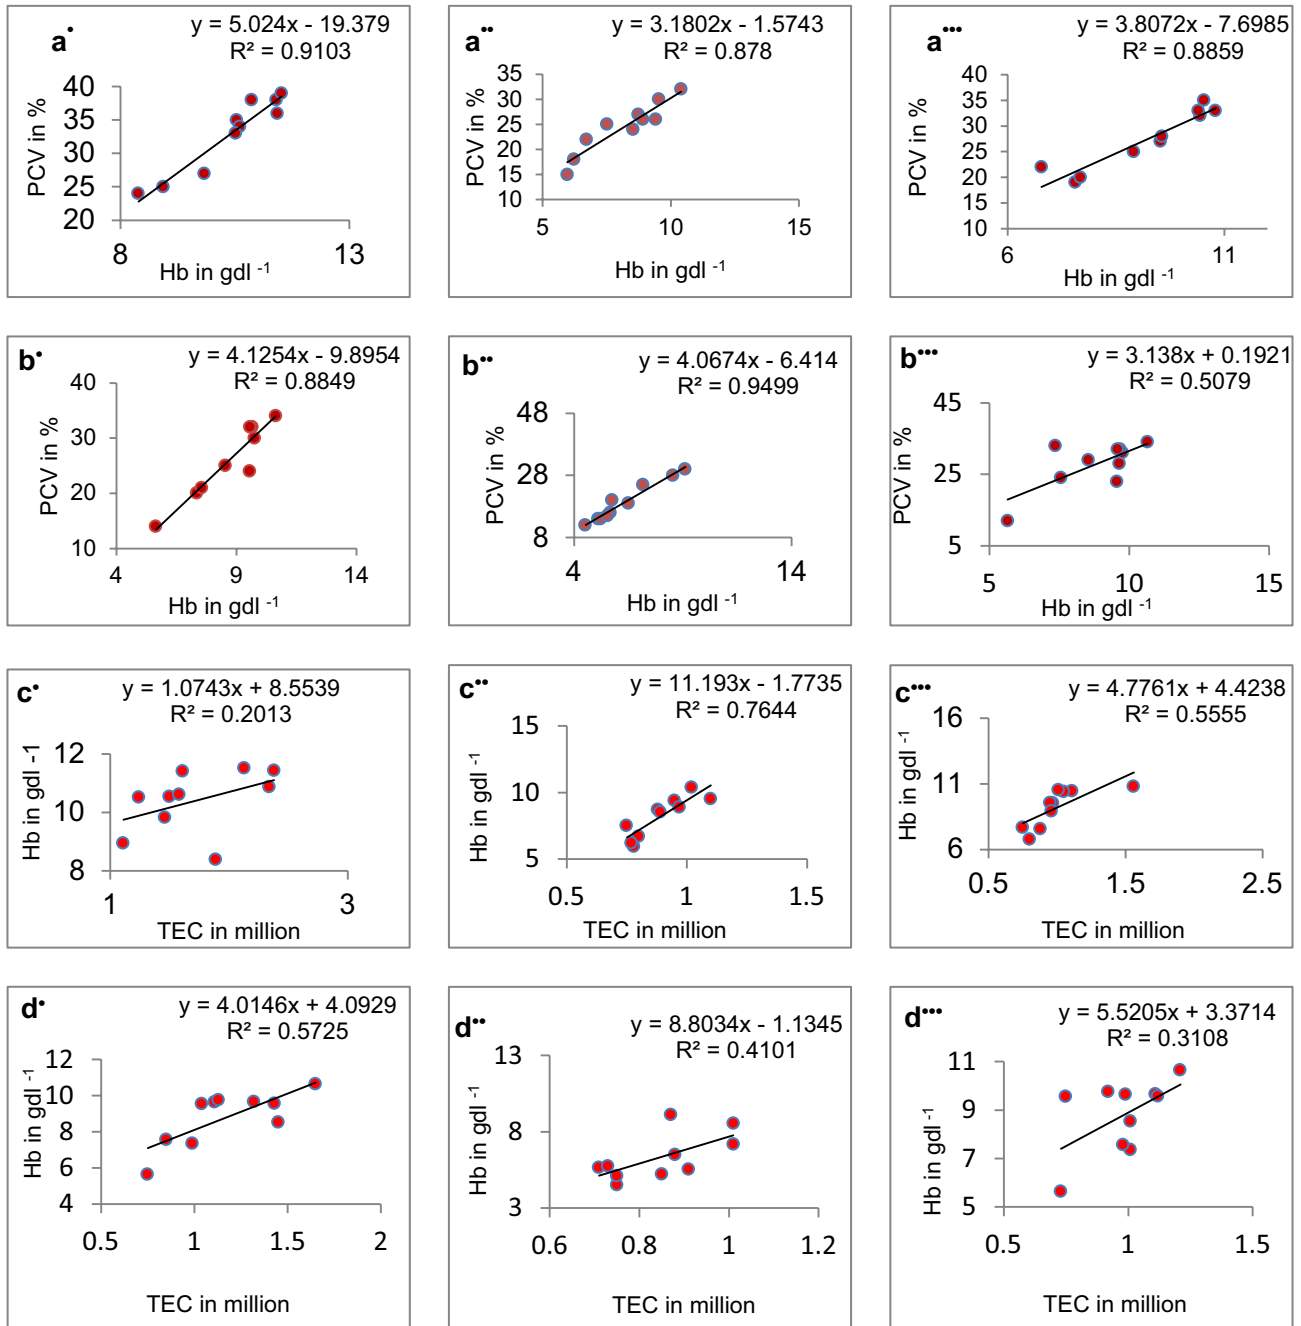 a•
y = 5.024x - 19.379
R² = 0.9103
40
35
30
25
20
PCV in %
8
13
Hb in gdl -1
a••
y = 3.1802x - 1.5743
R² = 0.878
35
30
25
20
15
10
PCV in %
5
10
15
Hb in gdl -1
a•••
y = 3.8072x - 7.6985
R² = 0.8859
40
35
30
25
20
15
10
PCV in %
6
11
Hb in gdl -1
b•
y = 4.1254x - 9.8954
R² = 0.8849
40
30
20
10
PCV in %
4
9
14
Hb in gdl -1
b••
y = 4.0674x - 6.414
R² = 0.9499
48
28
8
PCV in %
4
14
Hb in gdl -1
b•••
y = 3.138x + 0.1921
R² = 0.5079
45
25
5
PCV in %
5
10
15
Hb in gdl -1
c•
y = 1.0743x + 8.5539
R² = 0.2013
12
10
8
Hb in gdl -1
1
3
TEC in million
c••
y = 11.193x - 1.7735
R² = 0.7644
15
10
5
Hb in gdl -1
0.5
1
1.5
TEC in million
c•••
y = 4.7761x + 4.4238
R² = 0.5555
16
11
6
Hb in gdl -1
0.5
1.5
2.5
TEC in million
d•
y = 4.0146x + 4.0929
R² = 0.5725
12
10
8
6
4
Hb in gdl -1
0.5
1
1.5
2
TEC in million
d••
y = 8.8034x - 1.1345
R² = 0.4101
13
8
3
Hb in gdl -1
0.6
0.8
1
1.2
TEC in million
d•••
y = 5.5205x + 3.3714
R² = 0.3108
11
9
7
5
Hb in gdl -1
0.5
1
1.5
TEC in million